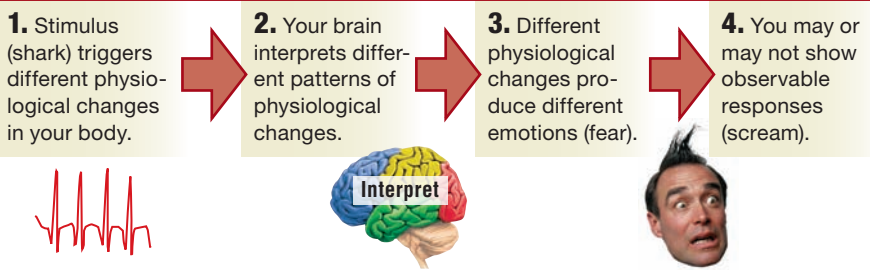 1. Stimulus
(shark) triggers
different physio-
logical changes
in your body.
2. Your brain
interprets differ-
ent patterns of
physiological
changes.
3. Different
physiological
changes pro-
duce different
emotions (fear).
4. You may or
may not show
observable
responses
(scream).
Interpret